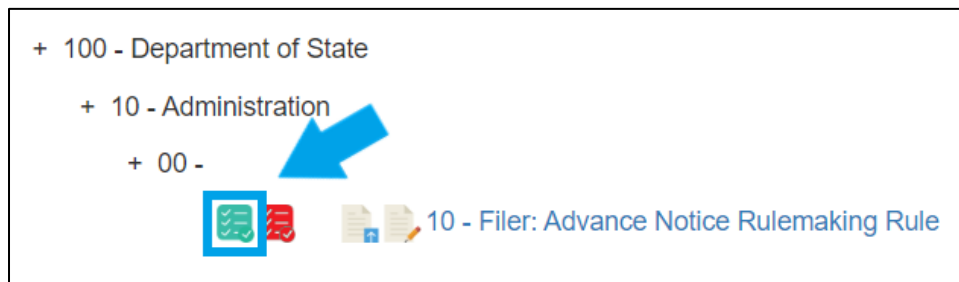 + 100 - Department of State
+ 10 - Administration
+ 00 -
10 - Filer: Advance Notice Rulemaking Rule